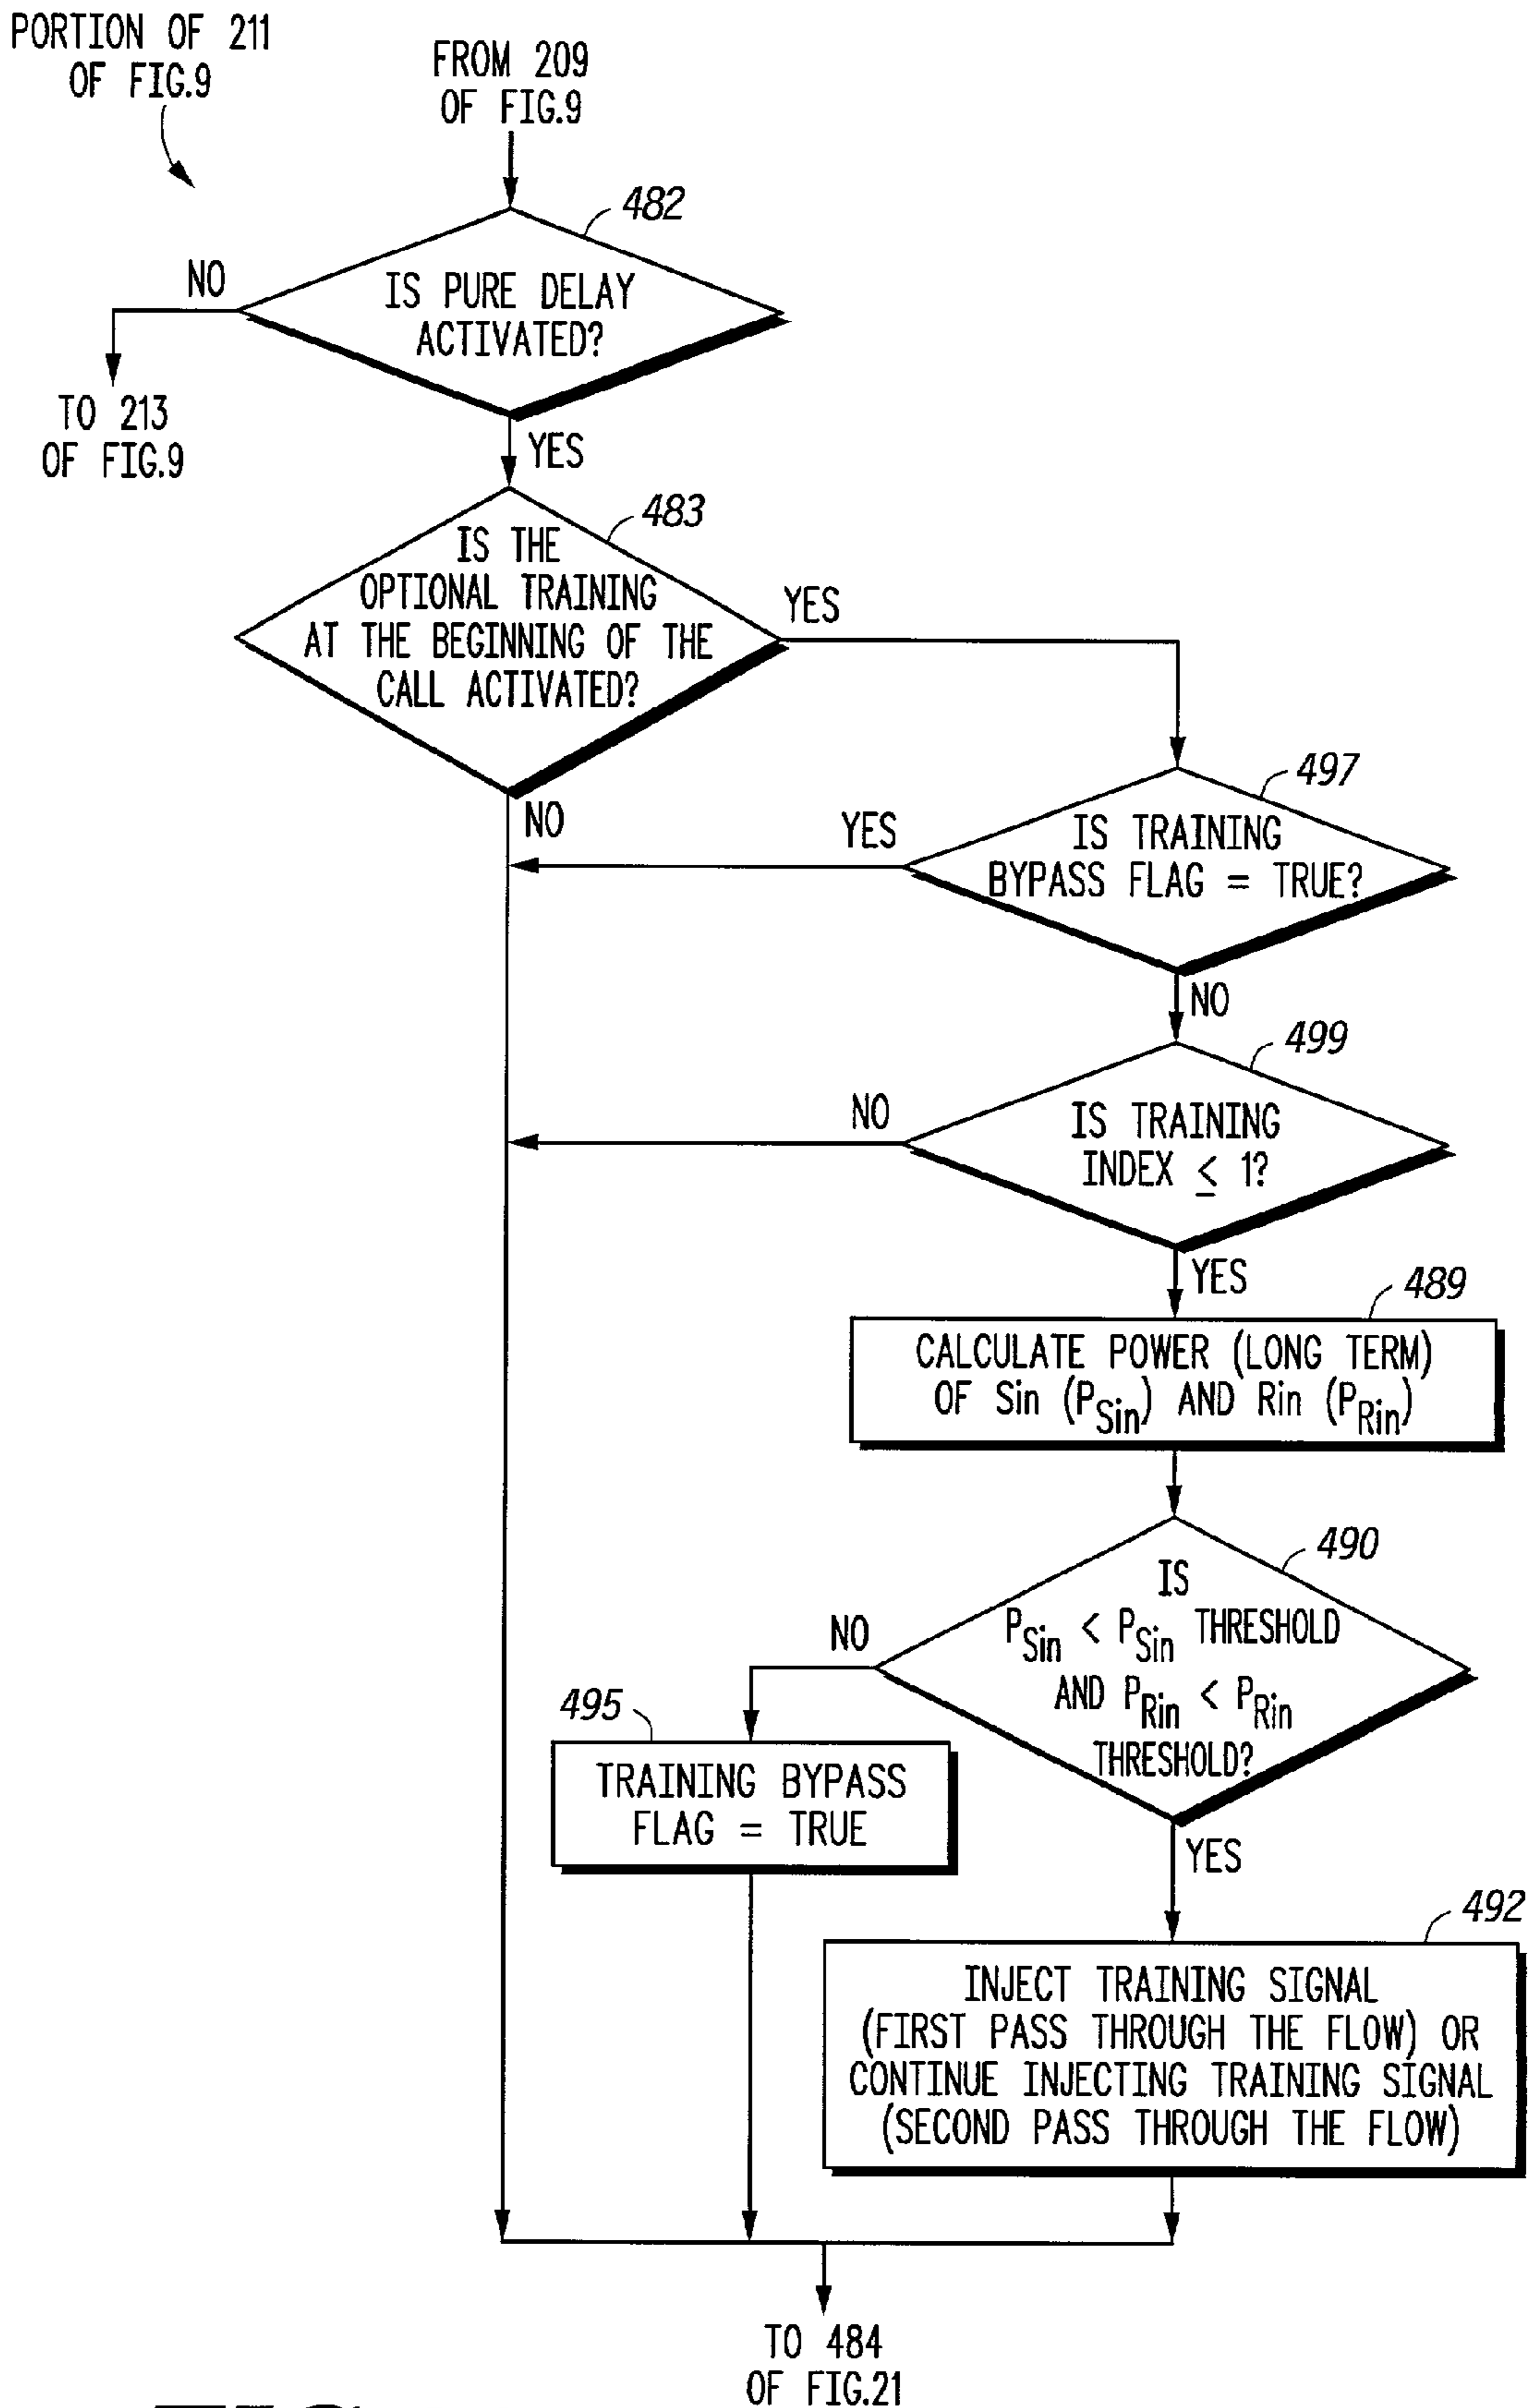 PORTION OF 211
OF FIG.9
FROM 209
OF FIG.9
482
NO
IS PURE DELAY
ACTIVATED?
TO 213
OF FIG.9
YES
483
IS THE
OPTIONAL TRAINING
AT THE BEGINNING OF THE
CALL ACTIVATED?
YES
NO
497
YES
IS TRAINING
BYPASS FLAG = TRUE?
NO
499
NO
IS TRAINING
INDEX ≤ 1?
YES
489
CALCULATE POWER (LONG TERM)
OF Sin (PSin) AND Rin (PRin)
490
IS
PSin < PSin THRESHOLD
AND PRin < PRin
THRESHOLD?
NO
495
TRAINING BYPASS
FLAG = TRUE
YES
492
INJECT TRAINING SIGNAL
(FIRST PASS THROUGH THE FLOW) OR
CONTINUE INJECTING TRAINING SIGNAL
(SECOND PASS THROUGH THE FLOW)
TO 484
OF FIG.21